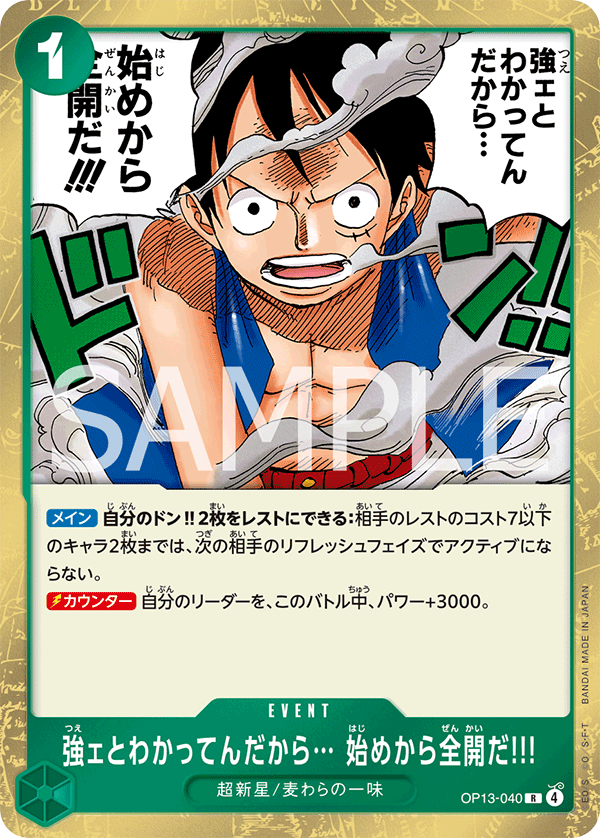 1
強ェと
わかってん
だから…
始めから
全開だ!!!
ドン!!
SAMPLE
メイン 自分のドン!!2枚をレストにできる：相手のレストのコスト7以下
のキャラ2枚までは、次の相手のリフレッシュフェイズでアクティブにな
らない。
カウンター 自分のリーダーを、このバトル中、パワー+3000。
EVENT
強ェとわかってんだから… 始めから全開だ!!!
超新星/麦わらの一味
OP13-040 R 4
BANDAI MADE IN JAPAN